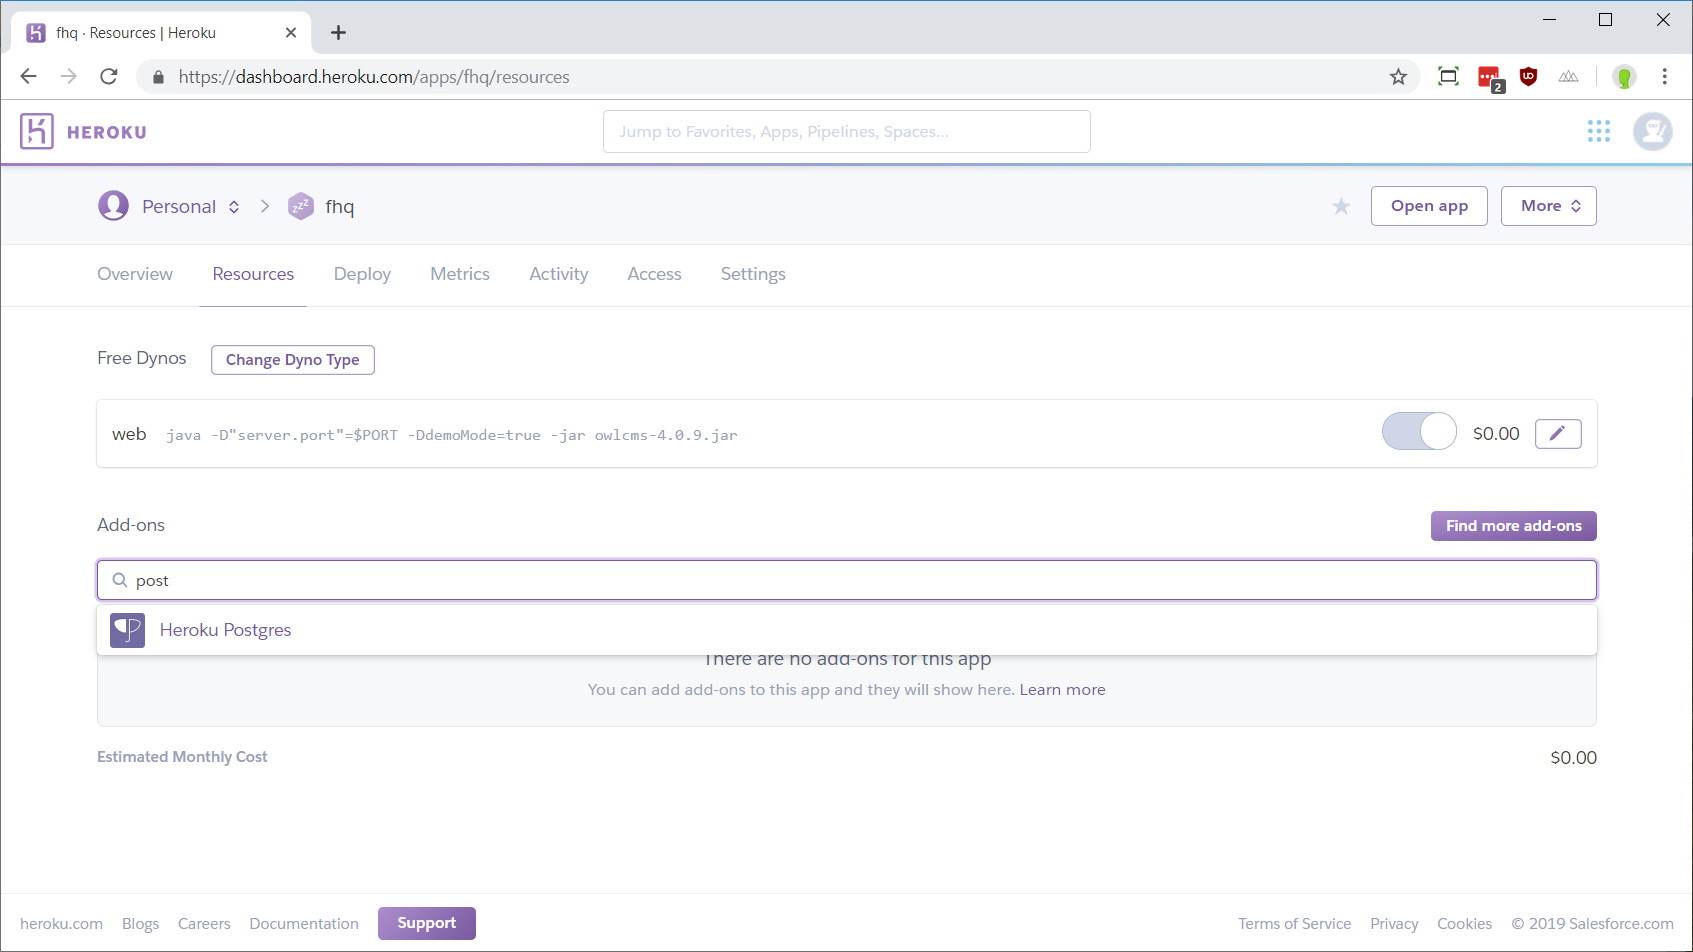 fhq · Resources | Heroku
https://dashboard.heroku.com/apps/fhq/resources
2
HEROKU
Jump to Favorites, Apps, Pipelines, Spaces...
Personal
zzz
fhq
Open app
More
Overview
Resources
Deploy
Metrics
Activity
Access
Settings
Free Dynos
Change Dyno Type
web java -D"server.port"=$PORT -DdemoMode=true -jar owlcms-4.0.9.jar
$0.00
Add-ons
Find more add-ons
post
Heroku Postgres
There are no add-ons for this app
You can add add-ons to this app and they will show here. Learn more
Estimated Monthly Cost
$0.00
heroku.com Blogs Careers Documentation Support
Terms of Service Privacy Cookies © 2019 Salesforce.com